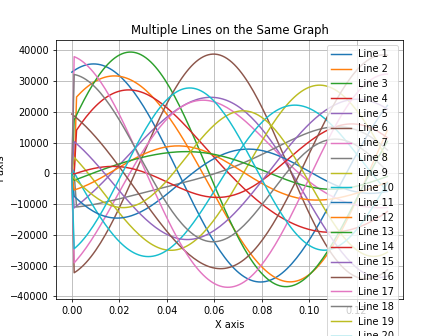 Multiple Lines on the Same Graph
40000
30000
20000
10000
0
−10000
−20000
−30000
−40000
0.00
0.02
0.04
0.06
0.08
0.10
X axis
Line 1
Line 2
Line 3
Line 4
Line 5
Line 6
Line 7
Line 8
Line 9
Line 10
Line 11
Line 12
Line 13
Line 14
Line 15
Line 16
Line 17
Line 18
Line 19
Line 20